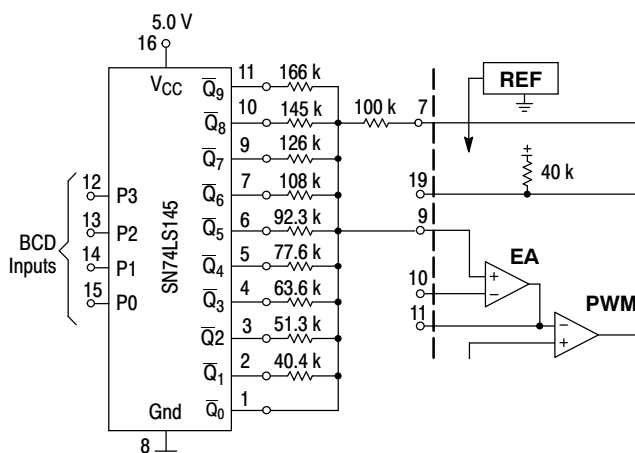 5.0 V
16
VCC
SN74LS145
Gnd
8
BCD
Inputs
12 P3
13 P2
14 P1
15 P0
Q̅9 11 166 k
Q̅8 10 145 k
Q̅7 9 126 k
Q̅6 7 108 k
Q̅5 6 92.3 k
Q̅4 5 77.6 k
Q̅3 4 63.6 k
Q̅2 3 51.3 k
Q̅1 2 40.4 k
Q̅0 1
100 k 7
REF
+
40 k
19
9
EA
+
10 −
11
PWM
−
+